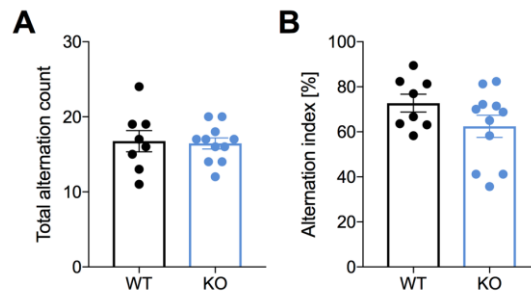 A
Total alternation count
30
20
10
0
WT
KO
B
Alternation index [%]
100
80
60
40
20
0
WT
KO